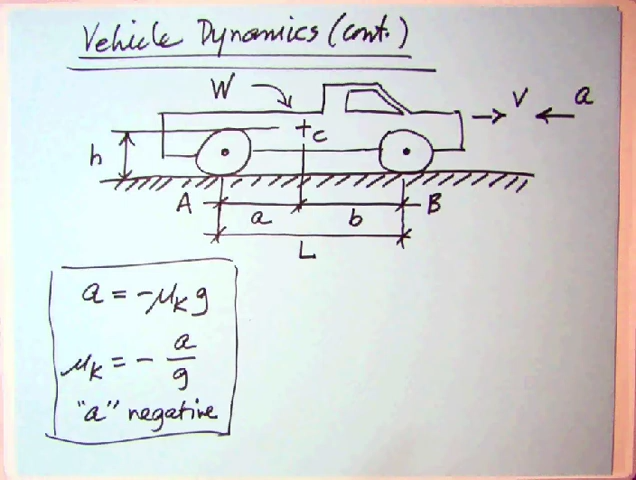 Vehicle Dynamics (cont.)
W
V
a
c
h
A
a
b
B
L
a = -μK g
μK = - a/g
"a" negative